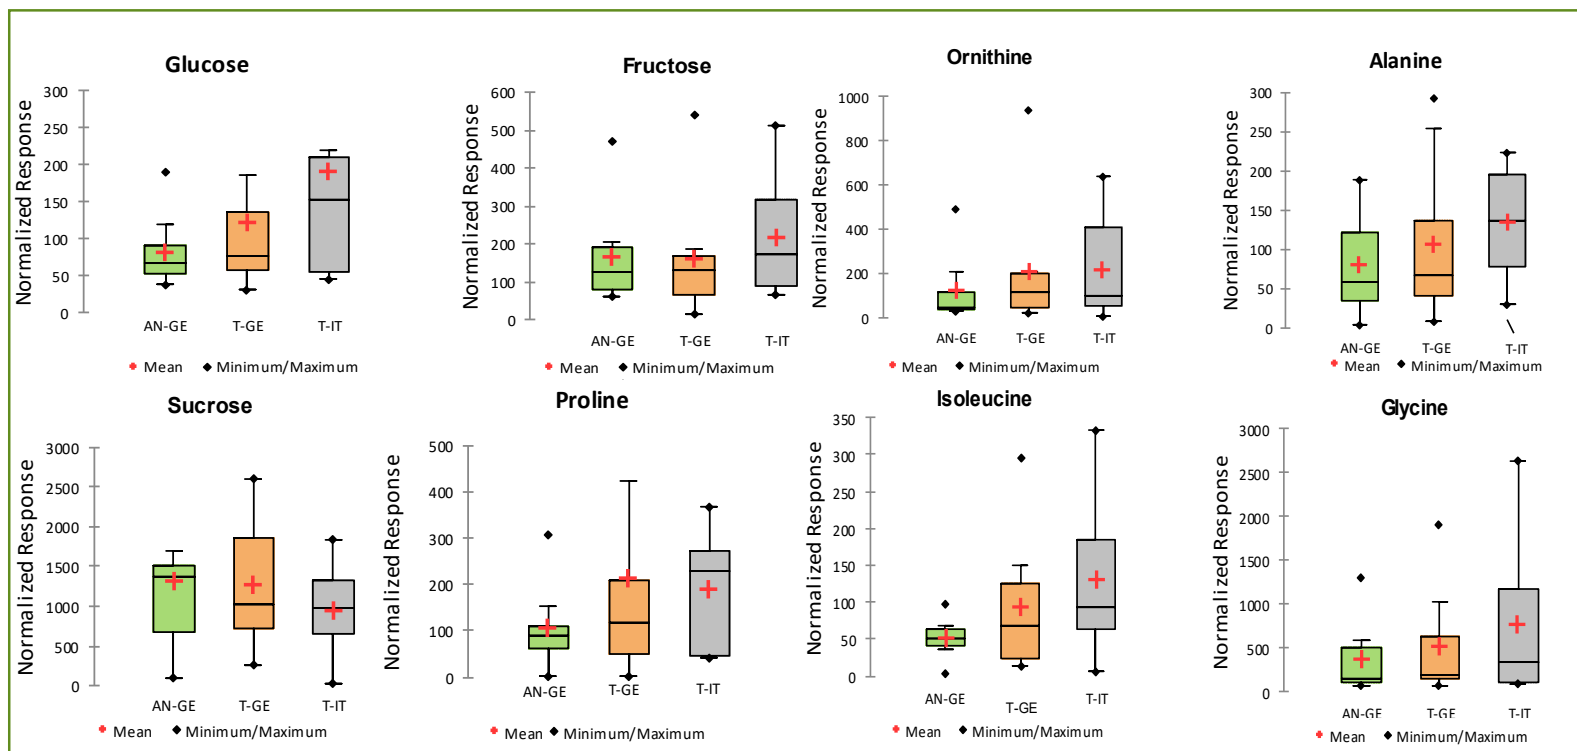 Glucose
Normalized Response
300
250
200
150
100
50
0
AN-GE T-GE T-IT
Mean Minimum/Maximum
Fructose
Normalized Response
600
500
400
300
200
100
0
AN-GE T-GE T-IT
Mean Minimum/Maximum
Ornithine
Normalized Response
1000
800
600
400
200
0
AN-GE T-GE T-IT
Mean Minimum/Maximum
Alanine
Normalized Response
300
250
200
150
100
50
0
AN-GE T-GE T-IT
Mean Minimum/Maximum
Sucrose
Normalized Response
3000
2500
2000
1500
1000
500
0
AN-GE T-GE T-IT
Mean Minimum/Maximum
Proline
Normalized Response
500
400
300
200
100
0
AN-GE T-GE T-IT
Mean Minimum/Maximum
Isoleucine
Normalized Response
350
300
250
200
150
100
50
0
AN-GE T-GE T-IT
Mean Minimum/Maximum
Glycine
Normalized Response
3000
2500
2000
1500
1000
500
0
AN-GE T-GE T-IT
Mean Minimum/Maximum